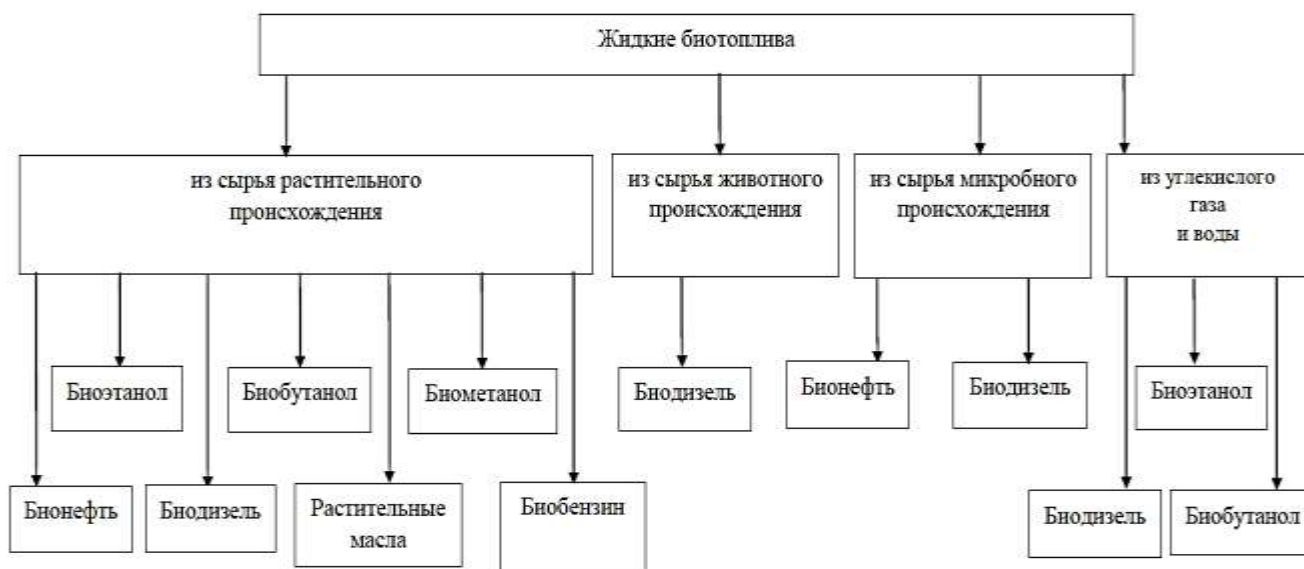 Жидкие биотоплива
из сырья растительного
происхождения
из сырья животного
происхождения
из сырья микробного
происхождения
из углекислого
газа
и воды
Биоэтанол
Биобутанол
Биометанол
Биодизель
Бионефть
Биодизель
Биоэтанол
Бионефть
Биодизель
Растительные
масла
Биобензин
Биодизель
Биобутанол